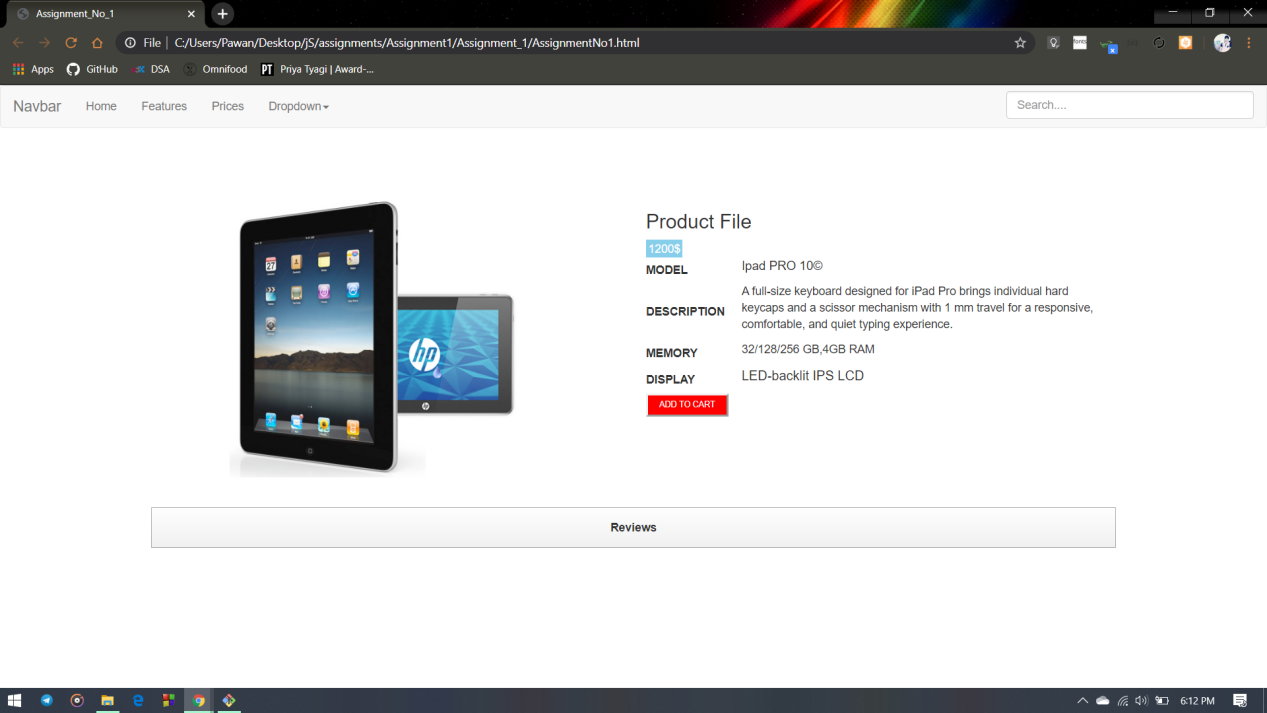 Assignment_No_1
File | C:/Users/Pawan/Desktop/jS/assignments/Assignment1/Assignment_1/AssignmentNo1.html
Apps GitHub DSA Omnifood PT Priya Tyagi | Award-...
Navbar Home Features Prices Dropdown Search....
Product File
1200$
MODEL Ipad PRO 10©
DESCRIPTION A full-size keyboard designed for iPad Pro brings individual hard
keycaps and a scissor mechanism with 1 mm travel for a responsive,
comfortable, and quiet typing experience.
MEMORY 32/128/256 GB,4GB RAM
DISPLAY LED-backlit IPS LCD
ADD TO CART
27
hp
hp
Reviews
6:12 PM